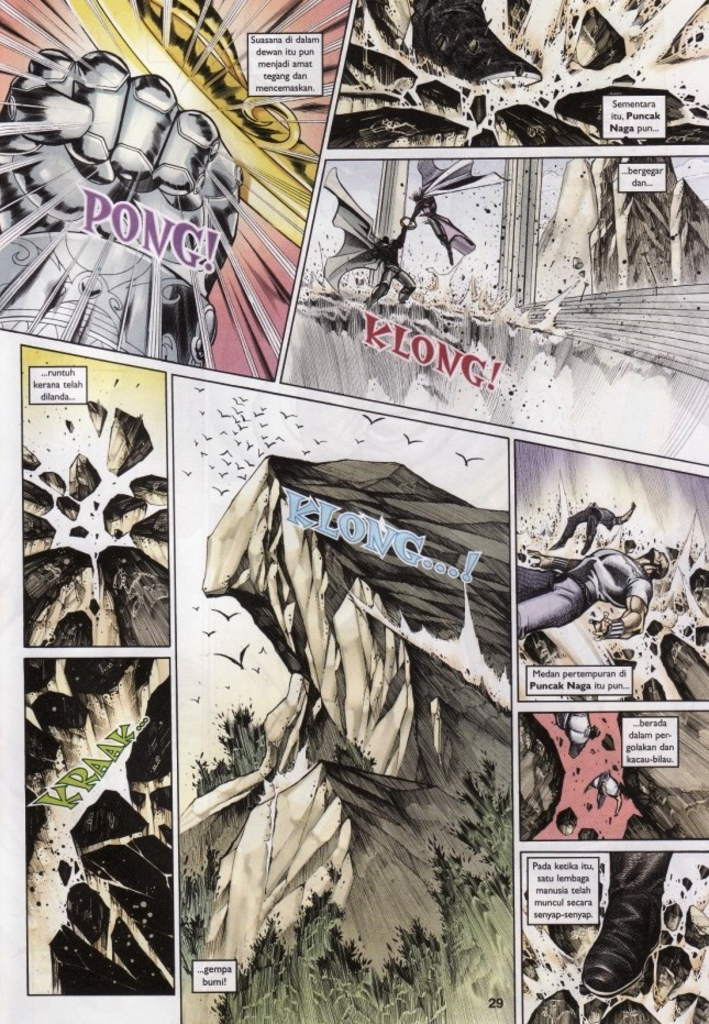 Suasana di dalam
dewan itu pun
menjadi amat
tegang dan
mencemaskan.
PONG!
Sementara
itu, Puncak
Naga pun...
...bergegar
dan...
KLONG!
...runtuh
kerana telah
dilanda...
KRAAK...
KLONG....!
...gempa
bumi!
Medan pertempuran di
Puncak Naga itu pun...
...berada
dalam per-
golakan dan
kacau-bilau.
Pada ketika itu,
satu lembaga
manusia telah
muncul secara
senyap-senyap.
29